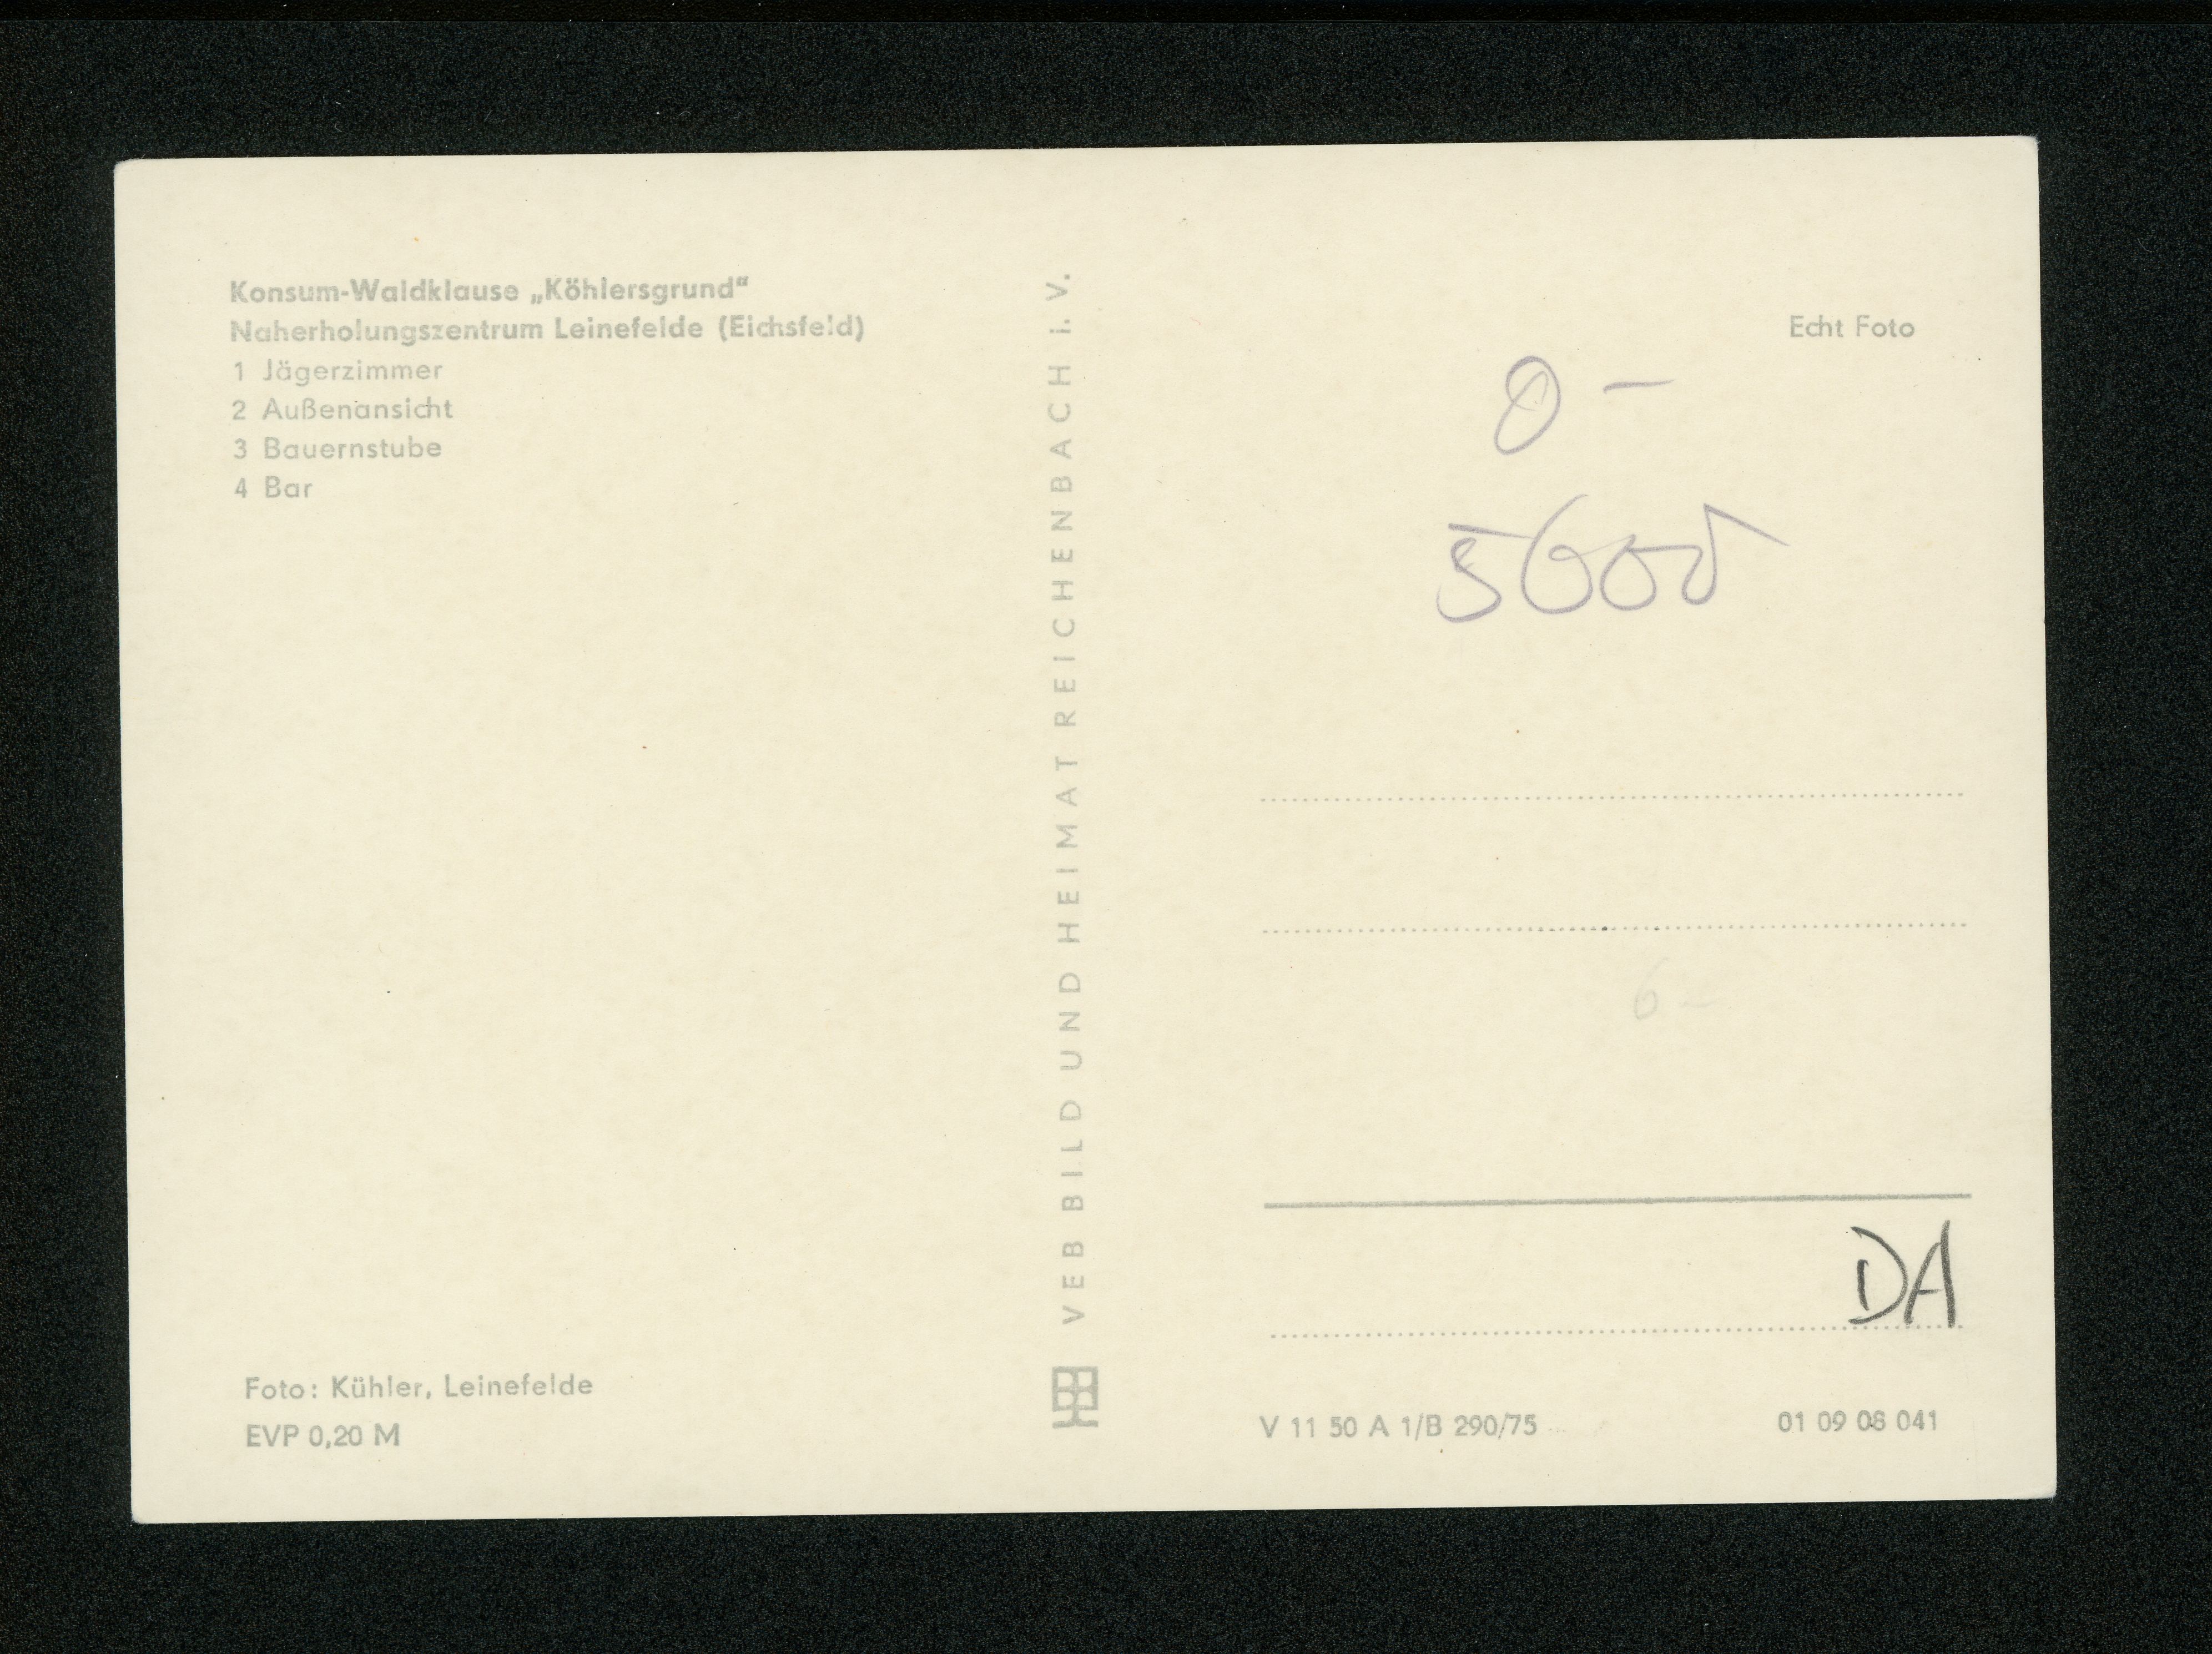 Konsum-Waldklause „Köhlersgrund“
Naherholungszentrum Leinefelde (Eichsfeld)
1 Jägerzimmer
2 Außenansicht
3 Bauernstube
4 Bar
Foto: Kühler, Leinefelde
EVP 0,20 M
VEB BILD UND HEIMAT REICHENBACH i. V.
Echt Foto
0 –
5600
6 –
DA
V 11 50 A 1/B 290/75
01 09 08 041